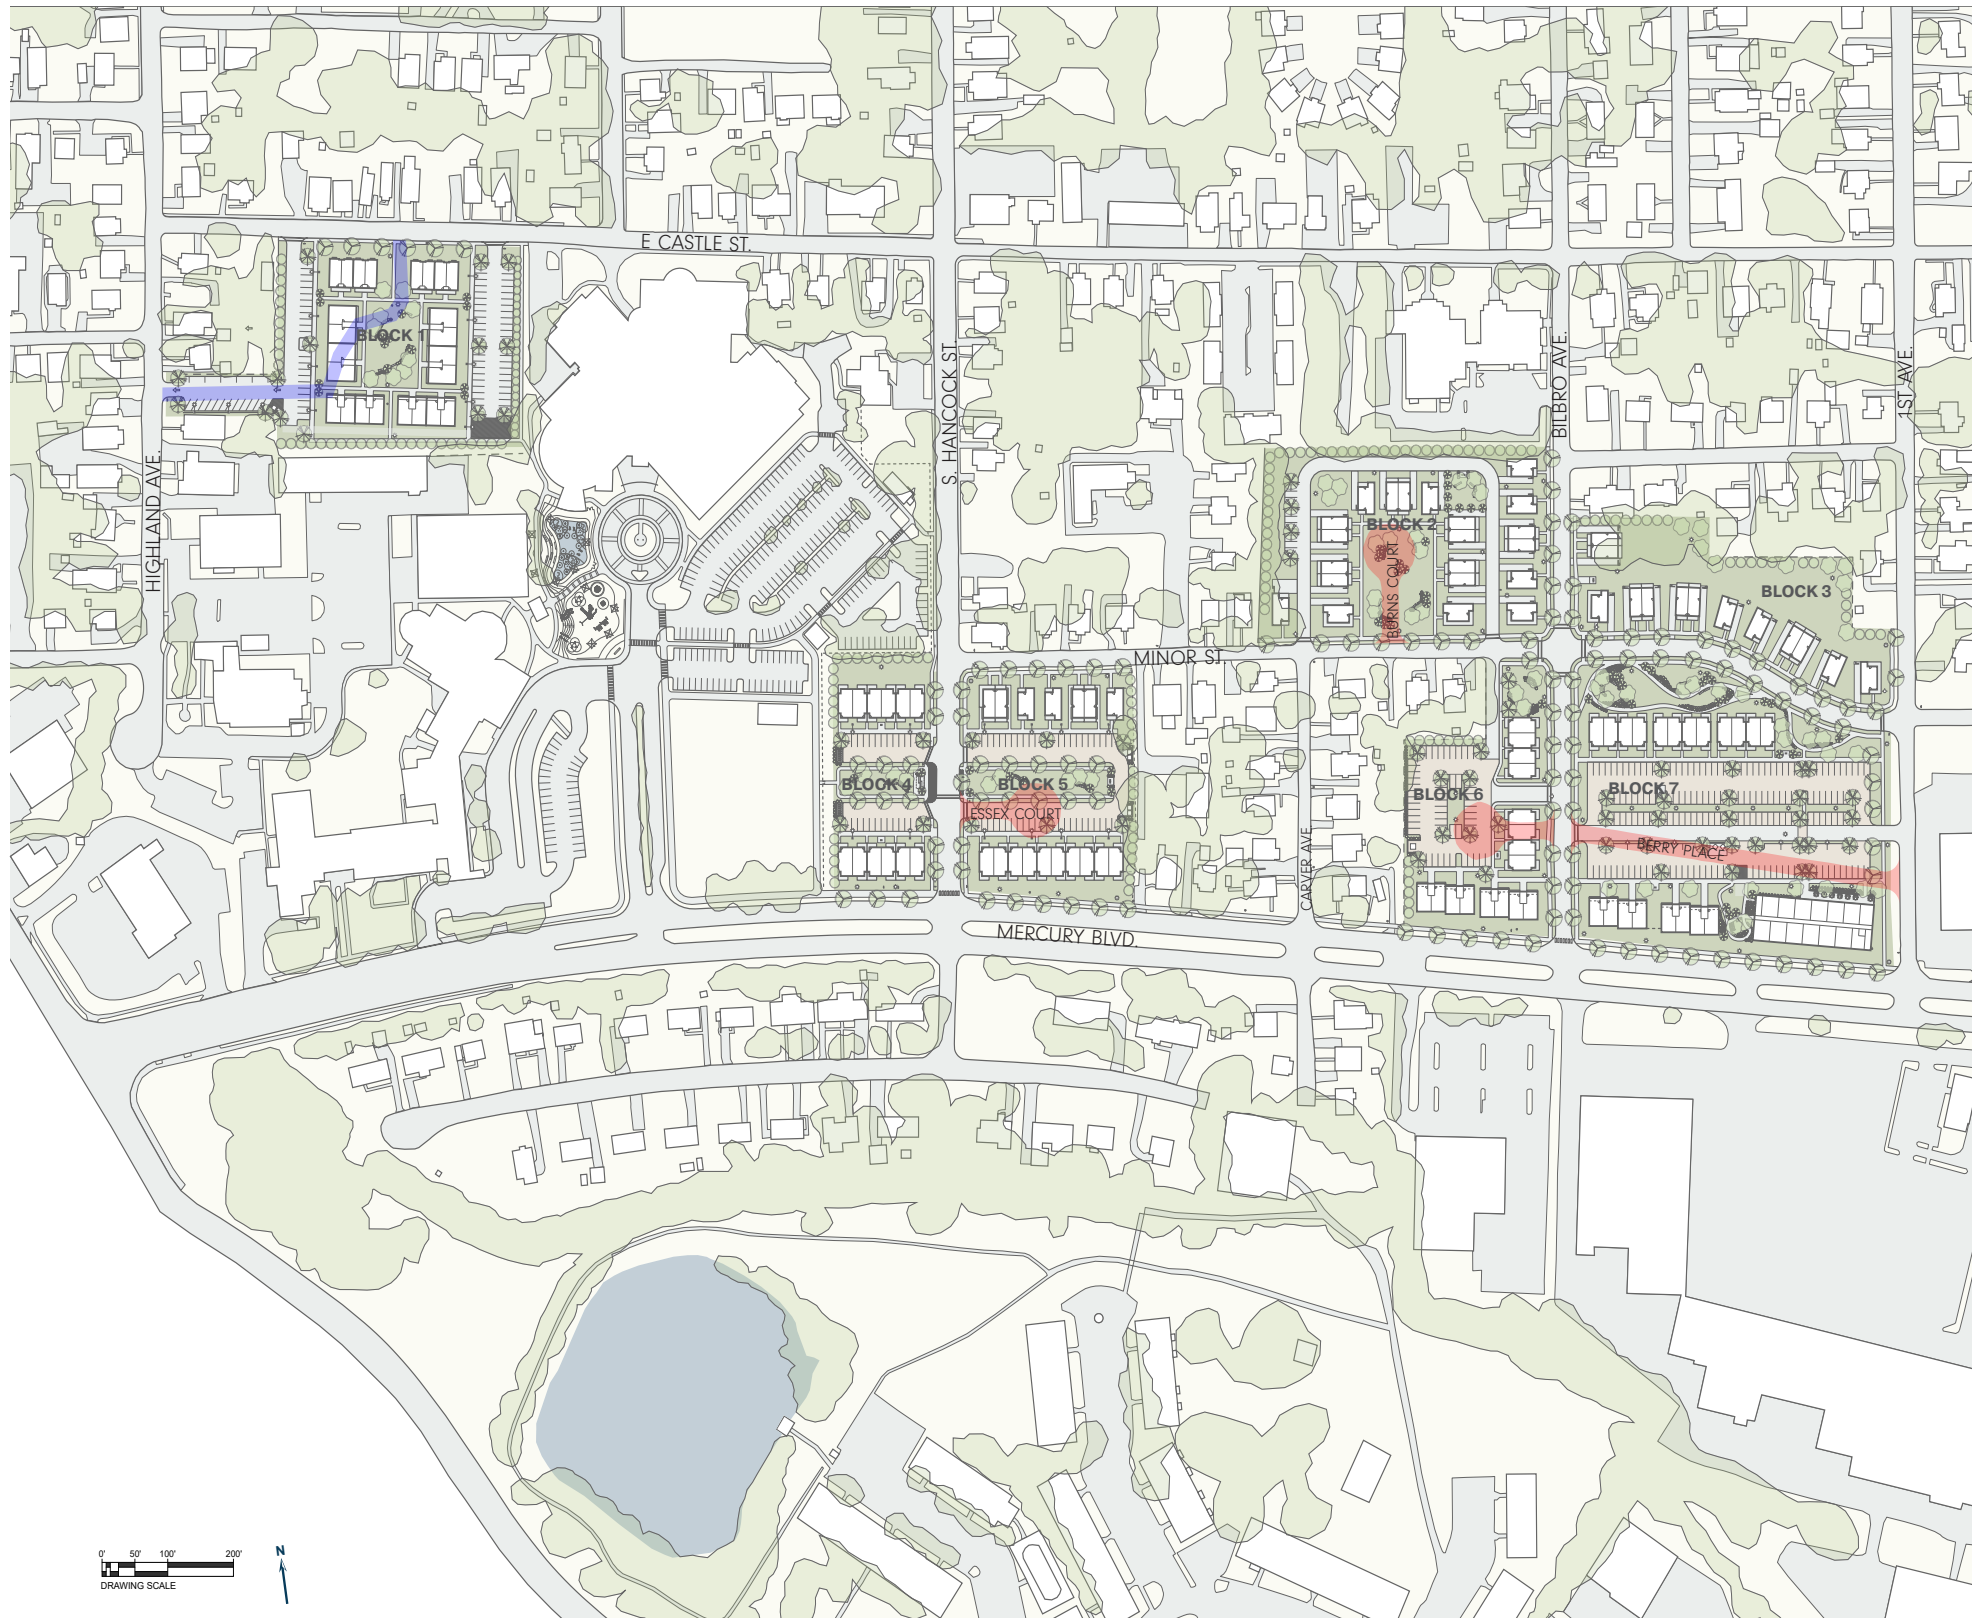 E CASTLE ST.
BLOCK 1
S. HANCOCK ST.
BILBRO AVE.
1ST AVE.
HIGHLAND AVE.
BLOCK 2
BURNS COURT
BLOCK 3
MINOR ST.
BLOCK 4
BLOCK 5
ESSEX COURT
BLOCK 6
BLOCK 7
BERRY PLACE
CARVER AVE.
MERCURY BLVD.
0' 50' 100' 200'
DRAWING SCALE
N